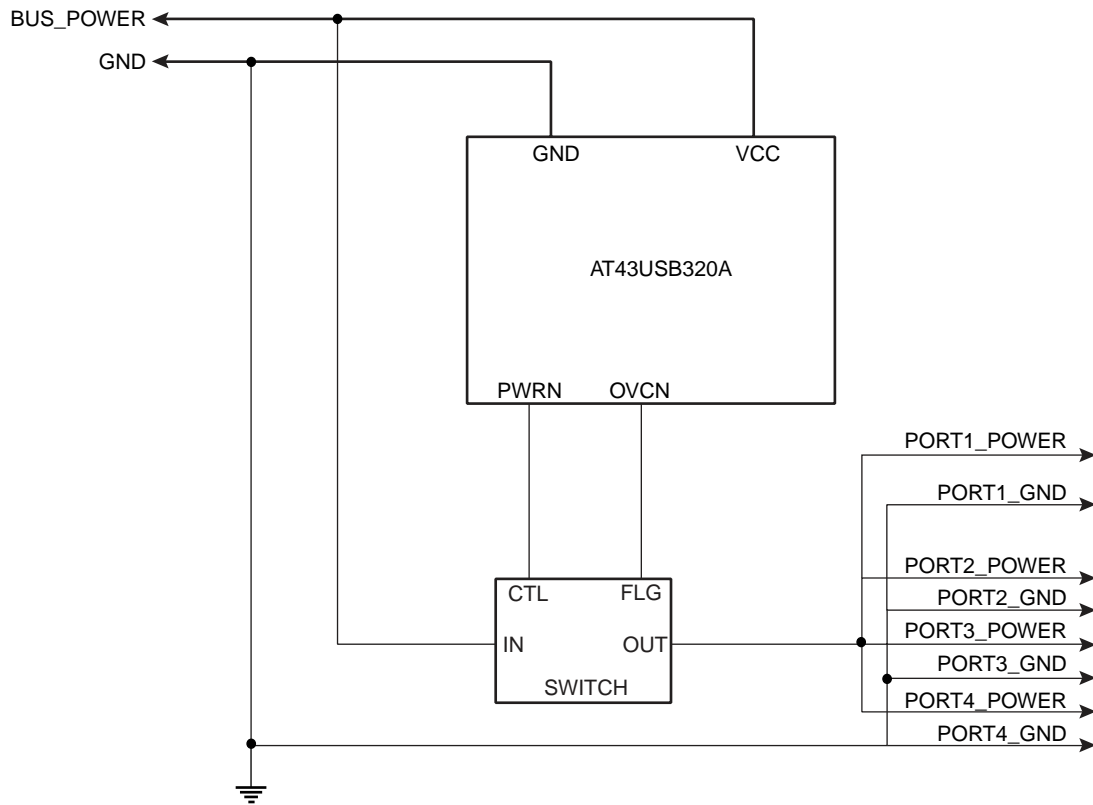 BUS_POWER
GND
GND
VCC
AT43USB320A
PWRN
OVCN
PORT1_POWER
PORT1_GND
PORT2_POWER
PORT2_GND
PORT3_POWER
PORT3_GND
PORT4_POWER
PORT4_GND
CTL
FLG
IN
OUT
SWITCH